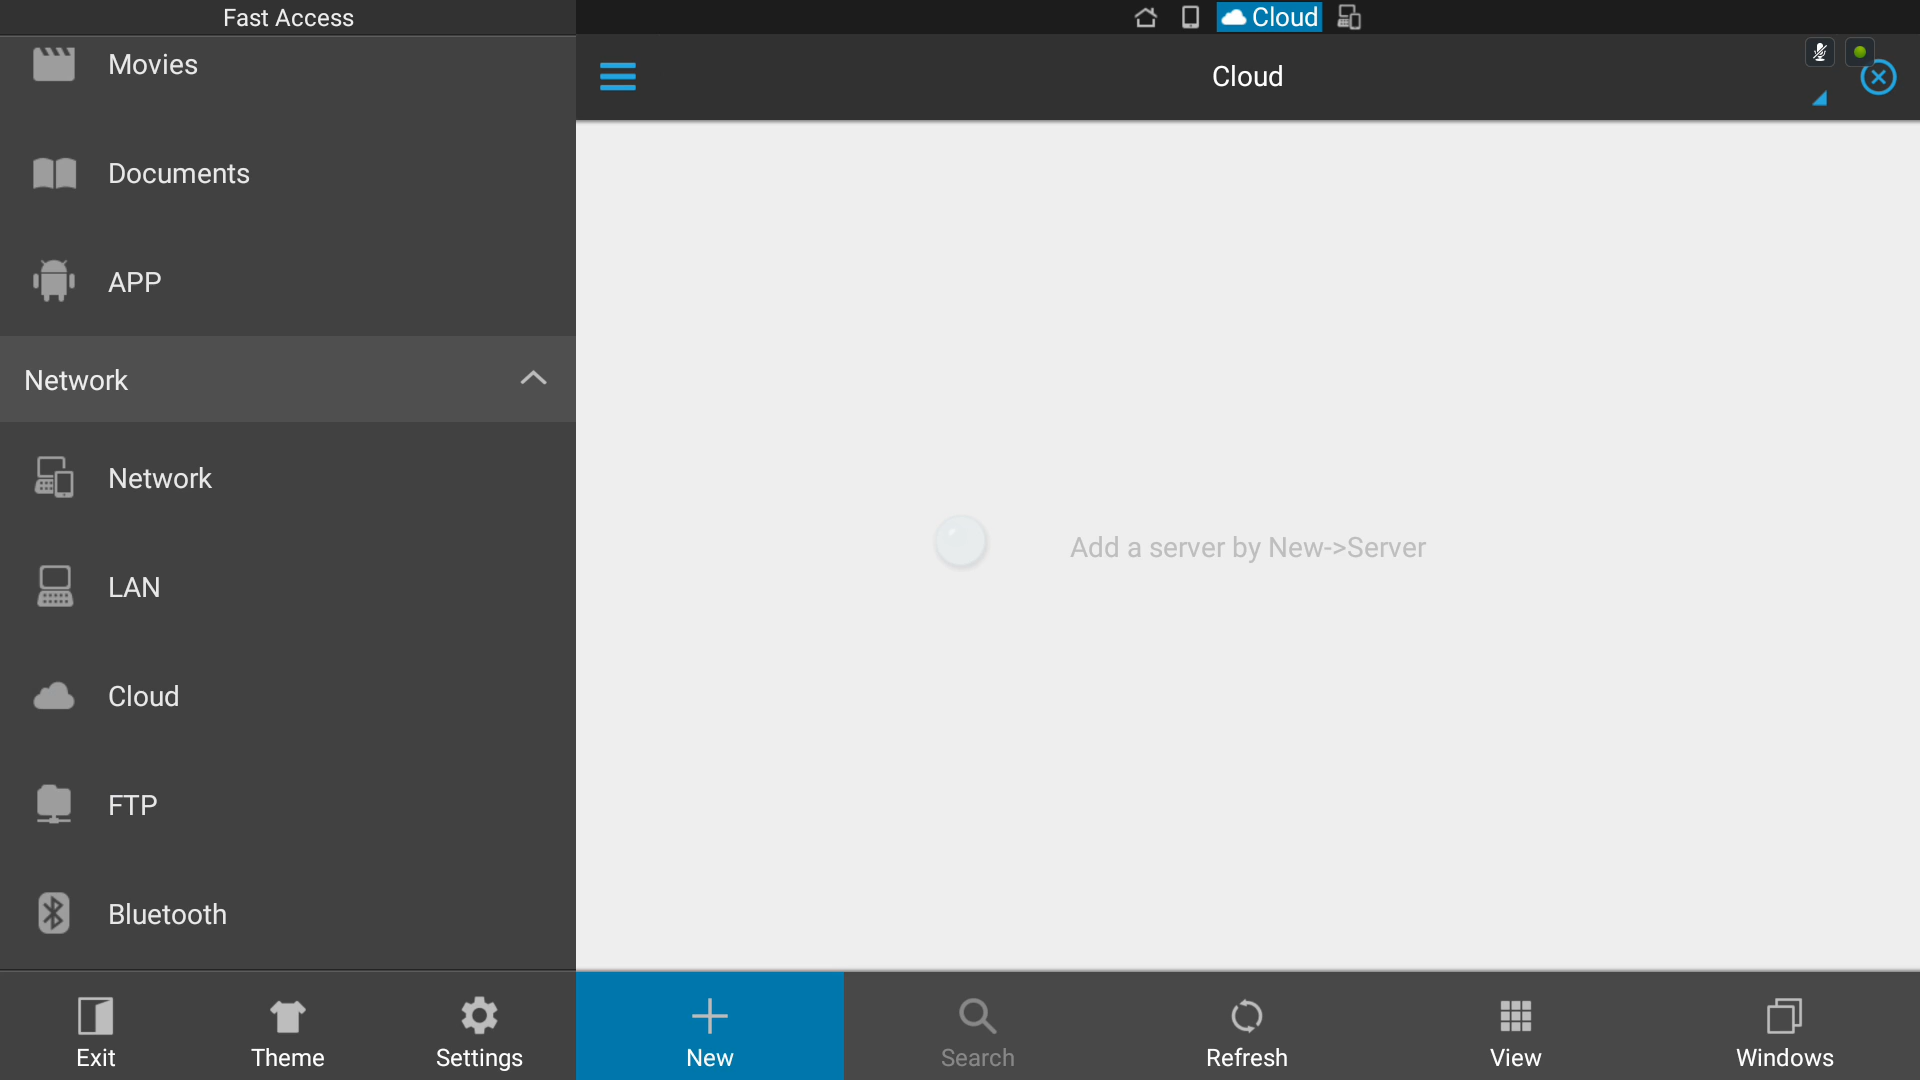 Fast Access
Movies
Documents
APP
Network
Network
LAN
Cloud
FTP
Bluetooth
Exit
Theme
Settings
Cloud
Cloud
Add a server by New->Server
New
Search
Refresh
View
Windows